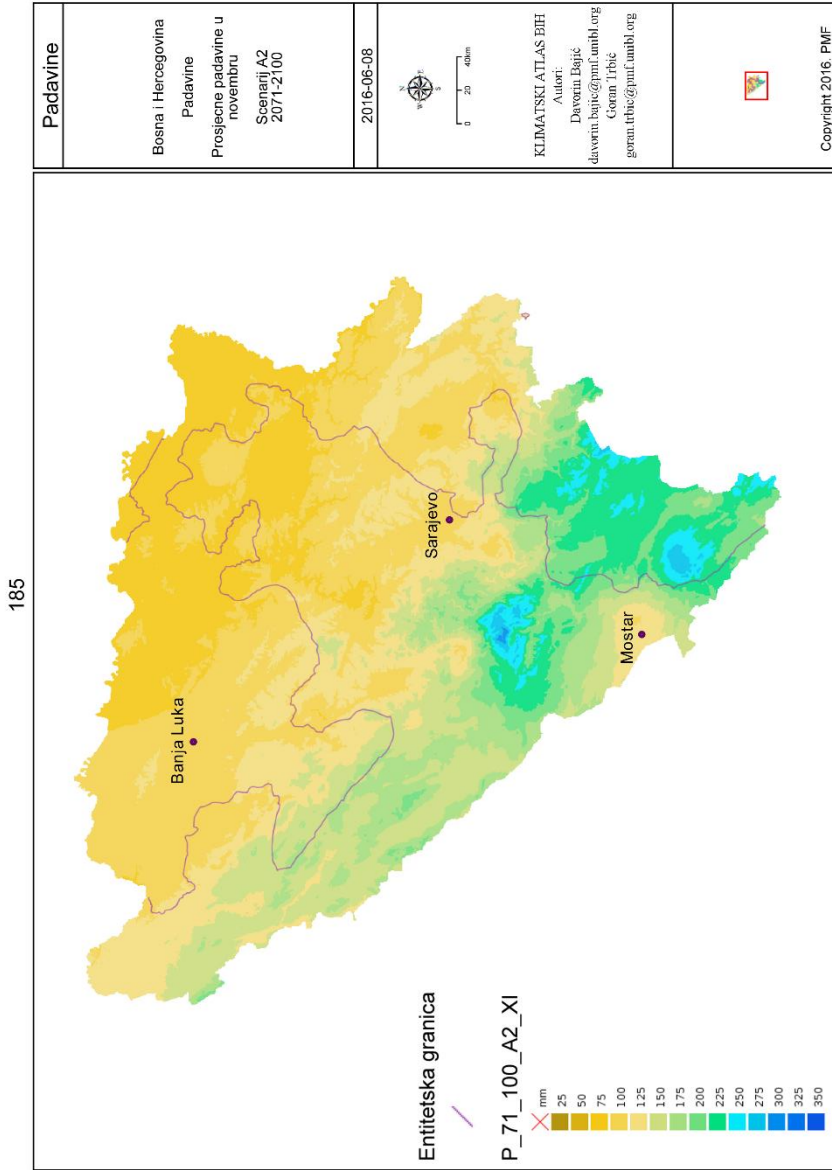 185
Padavine
Bosna i Hercegovina
Padavine
Prosjecne padavine u
novembru
Scenarij A2
2071-2100
2016-06-08
N
W E
S
0 20 40km
KLIMATSKI ATLAS BIH
Autori:
Davorin Bajić
davorin.bajic@pmf.unibl.org
Goran Trbić
goran.trbic@pmf.unibl.org
Copyright 2016. PMF
Banja Luka
Sarajevo
Mostar
Entitetska granica
P_71_100_A2_XI
mm
25
50
75
100
125
150
175
200
225
250
275
300
325
350